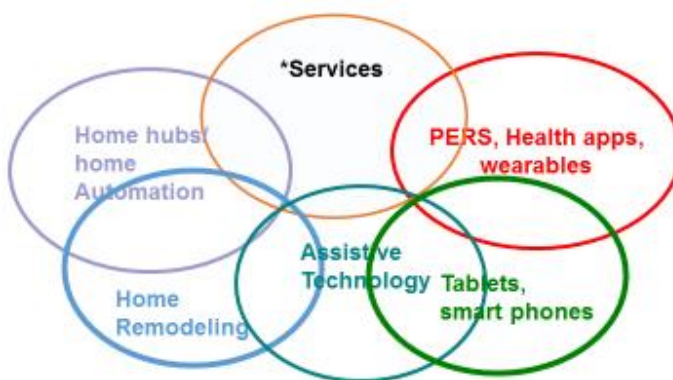 *Services
Home hubs/
home
Automation
PERS, Health apps,
wearables
Assistive
Technology
Home
Remodeling
Tablets,
smart phones